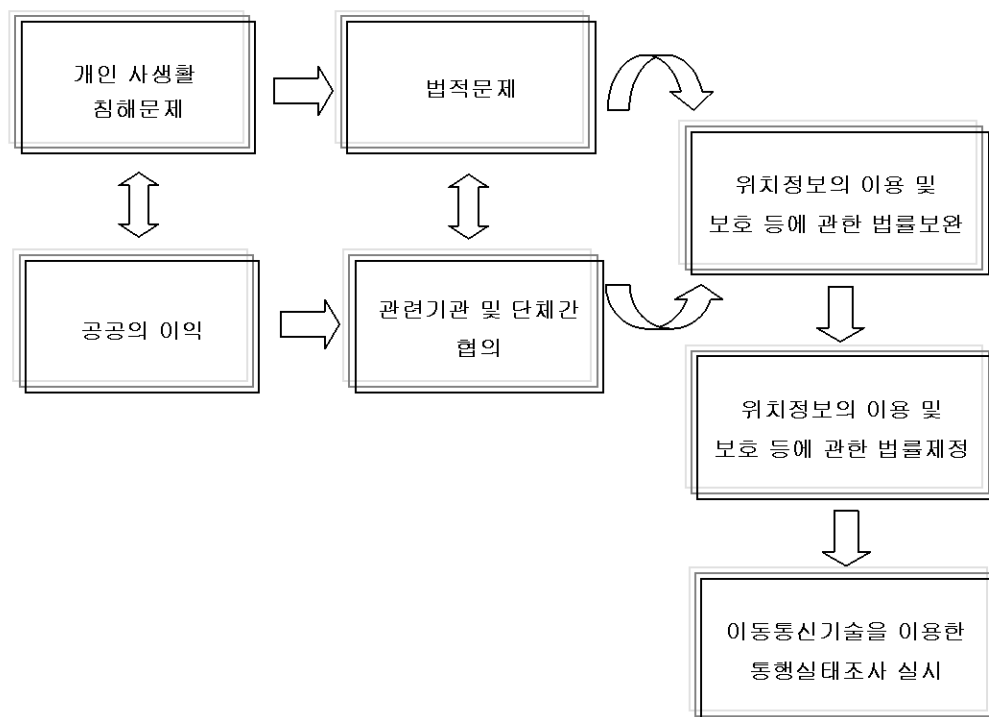 개인 사생활
침해문제
법적문제
위치정보의 이용 및
보호 등에 관한 법률보완
공공의 이익
관련기관 및 단체간
협의
위치정보의 이용 및
보호 등에 관한 법률제정
이동통신기술을 이용한
통행실태조사 실시